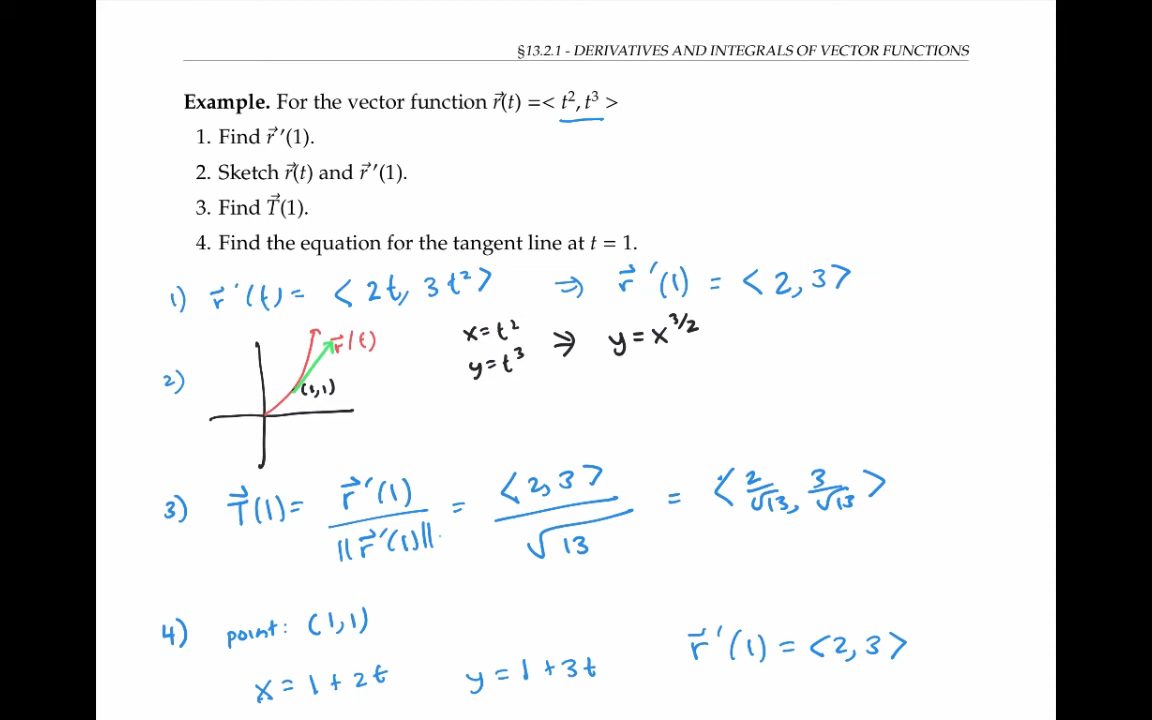 §13.2.1 - DERIVATIVES AND INTEGRALS OF VECTOR FUNCTIONS
Example. For the vector function r⃗(t) =< t², t³ >
1. Find r⃗ ′(1).
2. Sketch r⃗(t) and r⃗ ′(1).
3. Find T⃗(1).
4. Find the equation for the tangent line at t = 1.
1) r⃗ ′(t) = < 2t, 3t² > ⇒ r⃗ ′(1) = < 2, 3 >
2) r⃗(t) (1,1)
x = t²
y = t³ ⇒ y = x^3/2
3) T⃗(1) = r⃗ ′(1) / ||r⃗ ′(1)|| = < 2, 3 > / √13 = < 2/√13, 3/√13 >
4) point: (1,1) r⃗ ′(1) = < 2, 3 >
x = 1 + 2t y = 1 + 3t